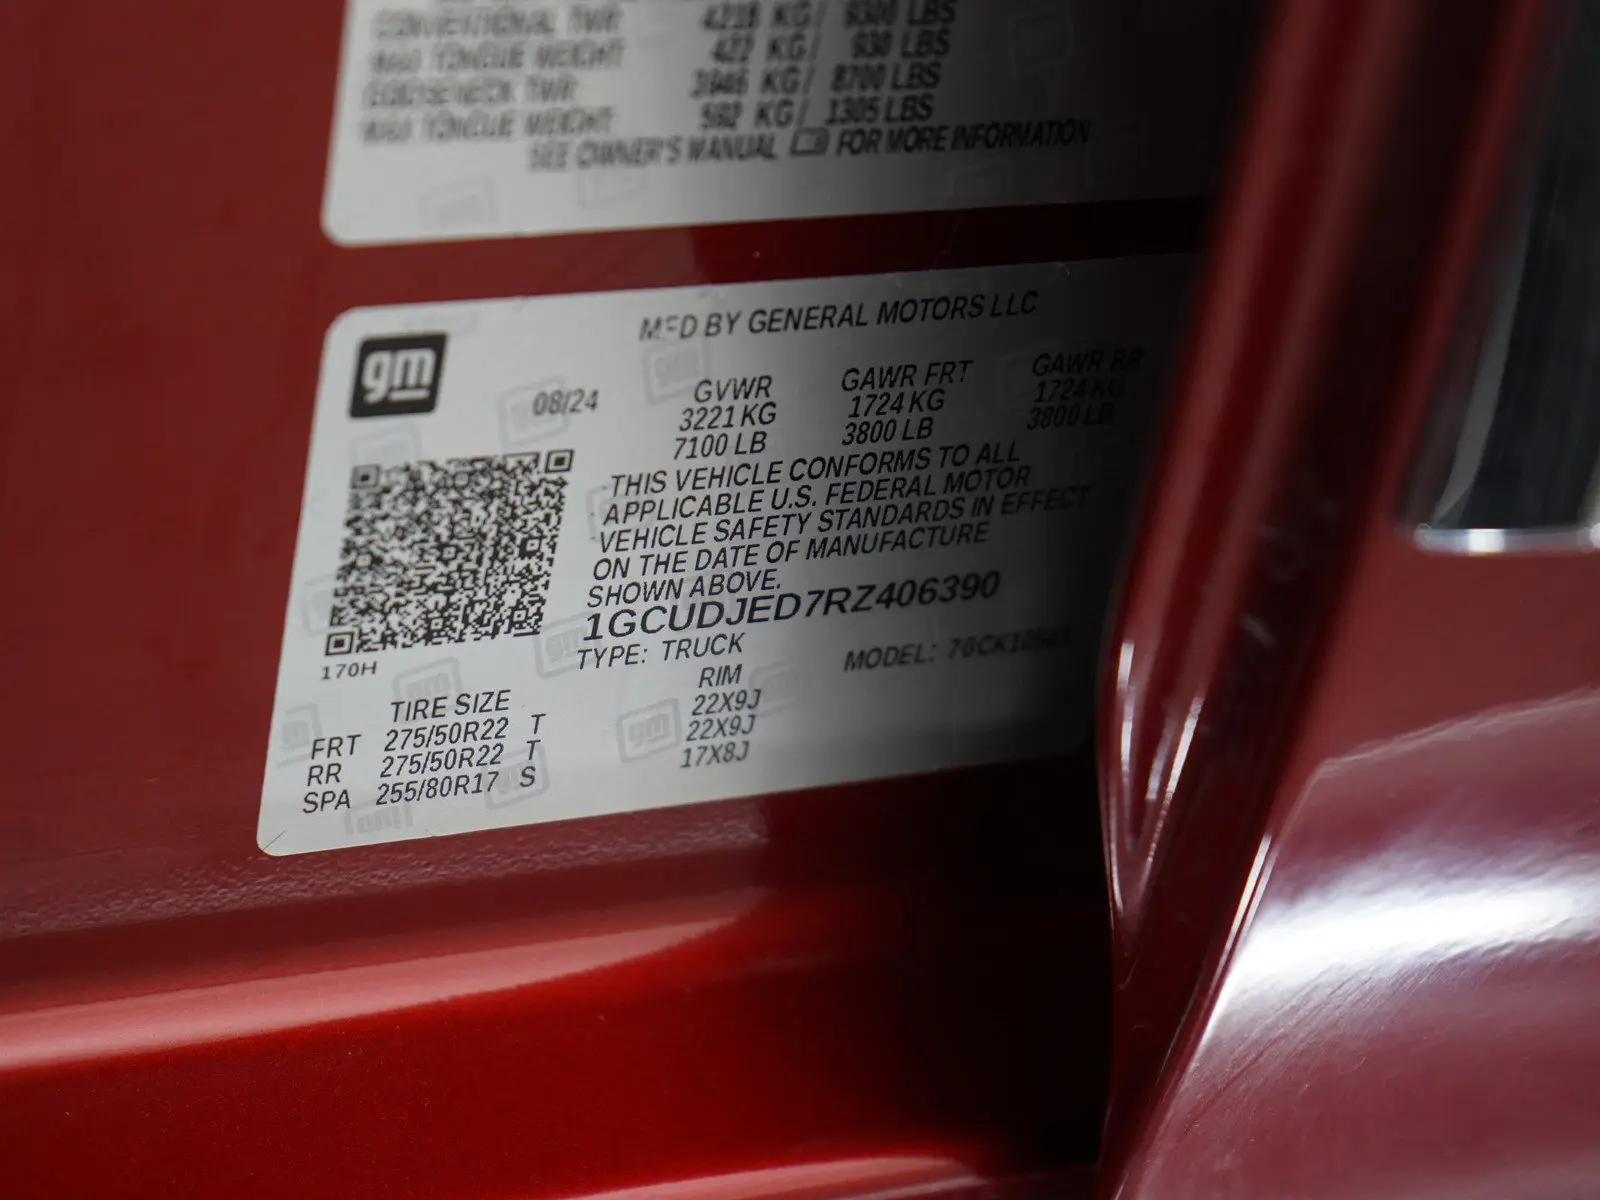 CONVENTIONAL TWR 4218 KG/ 9300 LBS
MAX TONGUE WEIGHT 422 KG/ 930 LBS
GOOSENECK TWR 3946 KG/ 8700 LBS
MAX TONGUE WEIGHT 592 KG/ 1305 LBS
SEE OWNER'S MANUAL FOR MORE INFORMATION
MFD BY GENERAL MOTORS LLC
gm
08/24
GVWR GAWR FRT GAWR RR
3221 KG 1724 KG 1724 KG
7100 LB 3800 LB 3800 LB
THIS VEHICLE CONFORMS TO ALL
APPLICABLE U.S. FEDERAL MOTOR
VEHICLE SAFETY STANDARDS IN EFFECT
ON THE DATE OF MANUFACTURE
SHOWN ABOVE.
1GCUDJED7RZ406390
170H
TYPE: TRUCK MODEL:
TIRE SIZE RIM
FRT 275/50R22 T 22X9J
RR 275/50R22 T 22X9J
SPA 255/80R17 S 17X8J